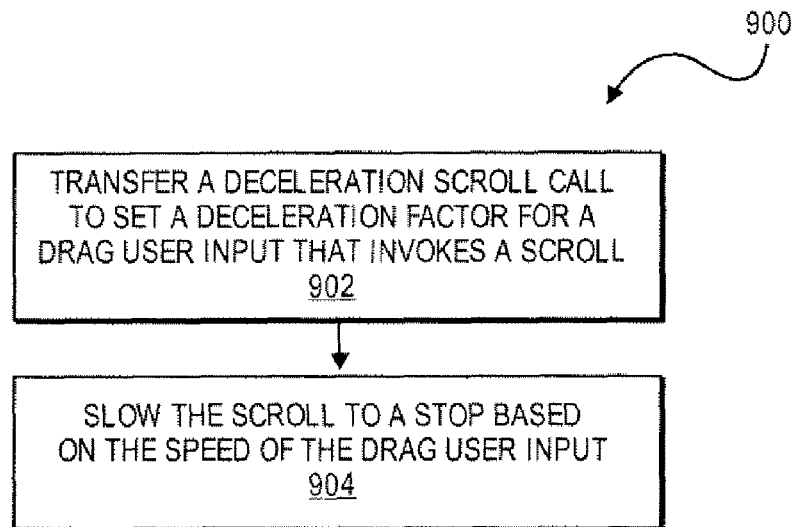 900
TRANSFER A DECELERATION SCROLL CALL
TO SET A DECELERATION FACTOR FOR A
DRAG USER INPUT THAT INVOKES A SCROLL
902
SLOW THE SCROLL TO A STOP BASED
ON THE SPEED OF THE DRAG USER INPUT
904